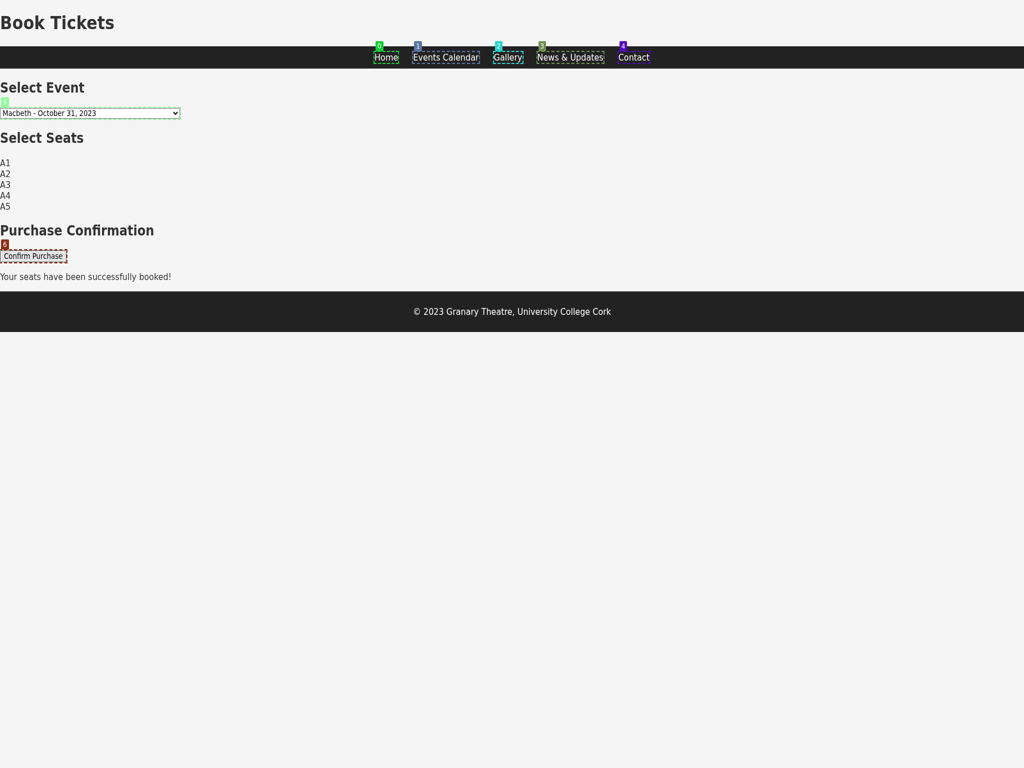 Book Tickets
0 1 2 3 4
Home Events Calendar Gallery News & Updates Contact
Select Event
5
Macbeth - October 31, 2023
Select Seats
A1
A2
A3
A4
A5
Purchase Confirmation
6
Confirm Purchase
Your seats have been successfully booked!
© 2023 Granary Theatre, University College Cork